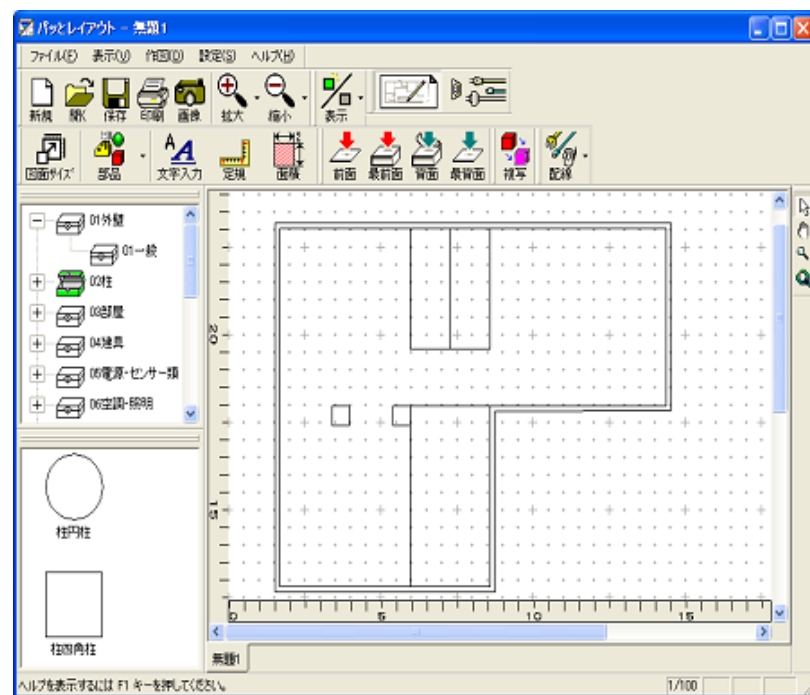 パッとレイアウト - 無題1
ファイル(F) 表示(V) 作図(D) 設定(S) ヘルプ(H)
新規 開く 保存 印刷 画像 拡大 縮小 表示
図面サイズ 部品 文字入力 定規 面積 前面 最前面 背面 最背面 複写 配線
01外壁
01一般
02柱
03部屋
04建具
05電源・センサー類
06空調・照明
柱円柱
柱四角柱
20
15
0 5 10 15
無題1
ヘルプを表示するには F1 キーを押してください。 1/100